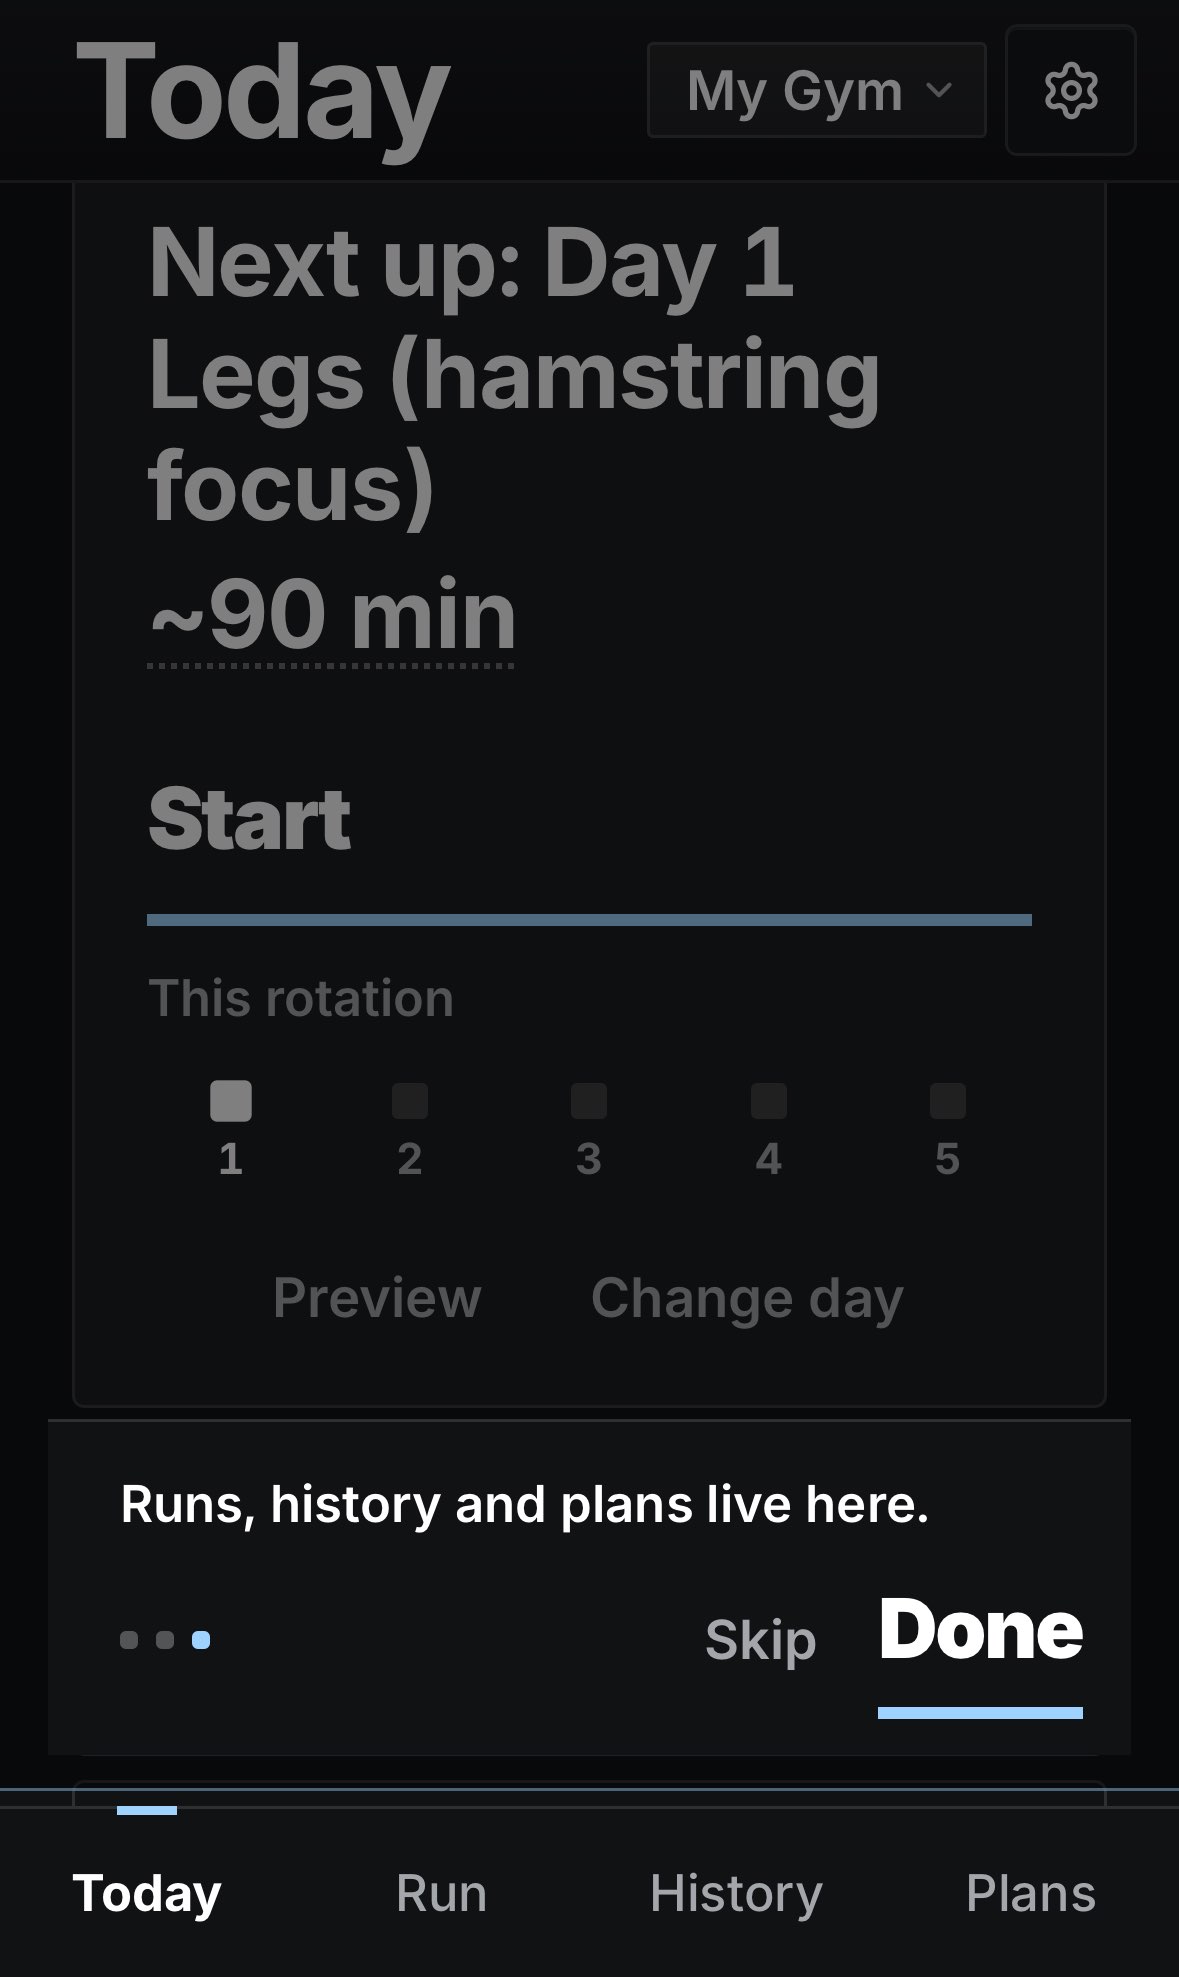 Today
My Gym
Next up: Day 1
Legs (hamstring
focus)
~90 min
Start
This rotation
1 2 3 4 5
Preview Change day
Runs, history and plans live here.
Skip Done
Today Run History Plans